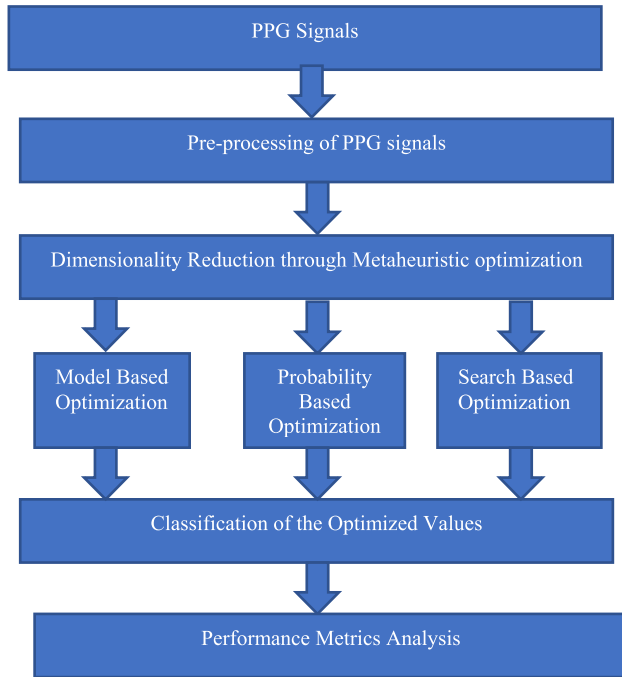 PPG Signals
Pre-processing of PPG signals
Dimensionality Reduction through Metaheuristic optimization
Model Based
Optimization
Probability
Based
Optimization
Search Based
Optimization
Classification of the Optimized Values
Performance Metrics Analysis